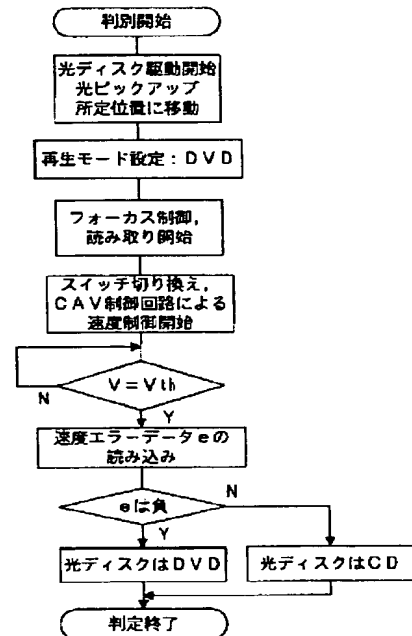 判別開始
光ディスク駆動開始
光ピックアップ
所定位置に移動
再生モード設定：ＤＶＤ
フォーカス制御，
読み取り開始
スイッチ切り換え，
ＣＡＶ制御回路による
速度制御開始
Ｖ＝Ｖth
N
Y
速度エラーデータｅの
読み込み
ｅは負
N
Y
光ディスクはＤＶＤ
光ディスクはＣＤ
判定終了